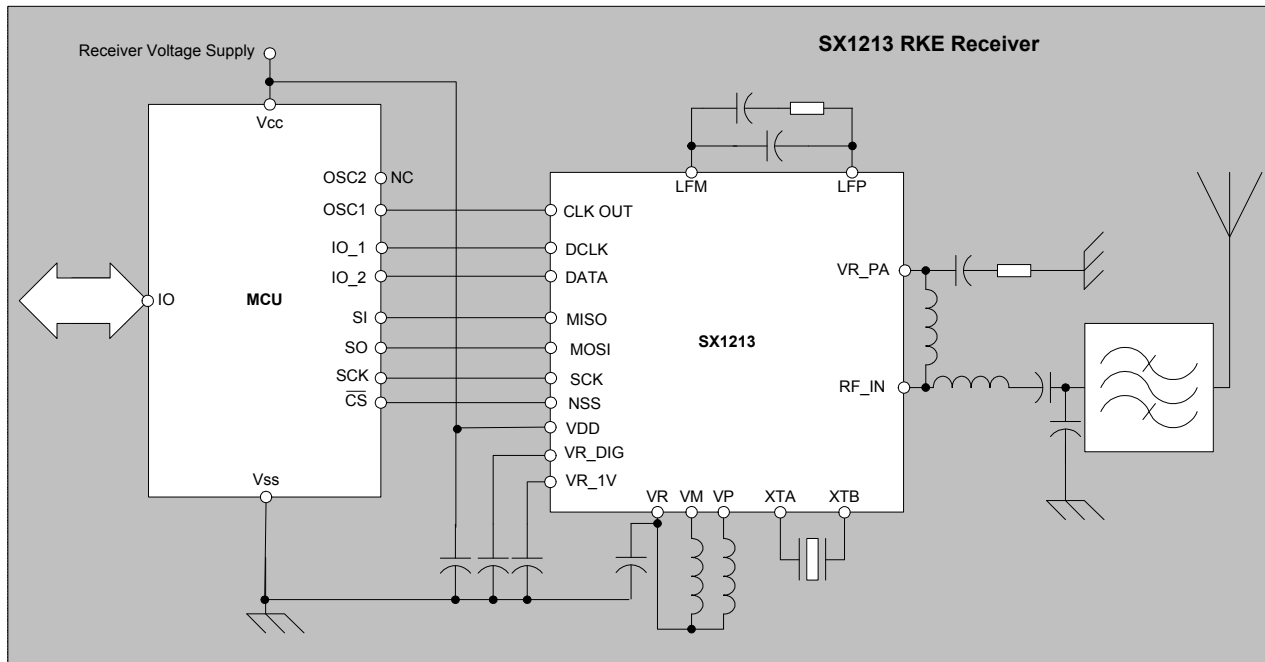 SX1213 RKE Receiver
Receiver Voltage Supply
Vcc
OSC2
NC
OSC1
IO_1
IO_2
IO
MCU
SI
SO
SCK
CS
Vss
LFM
LFP
CLK OUT
DCLK
DATA
MISO
MOSI
SCK
NSS
VDD
VR_DIG
VR_1V
SX1213
VR_PA
RF_IN
VR
VM
VP
XTA
XTB